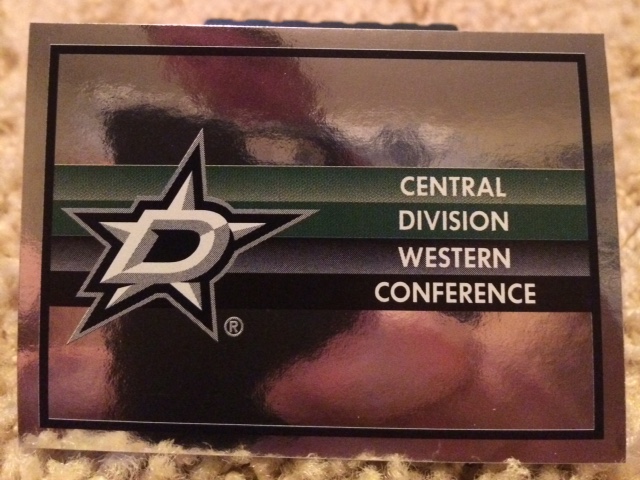 CENTRAL
DIVISION
WESTERN
CONFERENCE
D
®